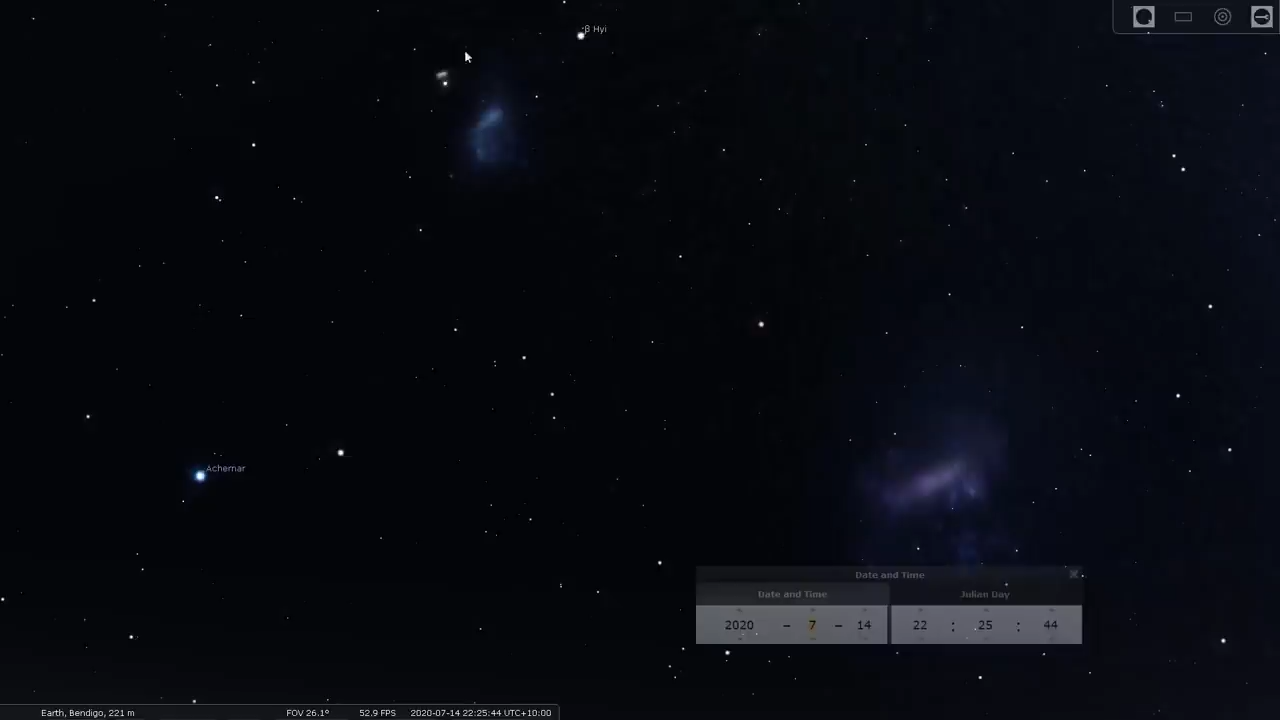 β Hyi
Achernar
Date and Time
Date and Time Julian Day
2020 - 7 - 14 22 : 25 : 44
Earth, Bendigo, 221 m FOV 26.1° 52.9 FPS 2020-07-14 22:25:44 UTC+10:00